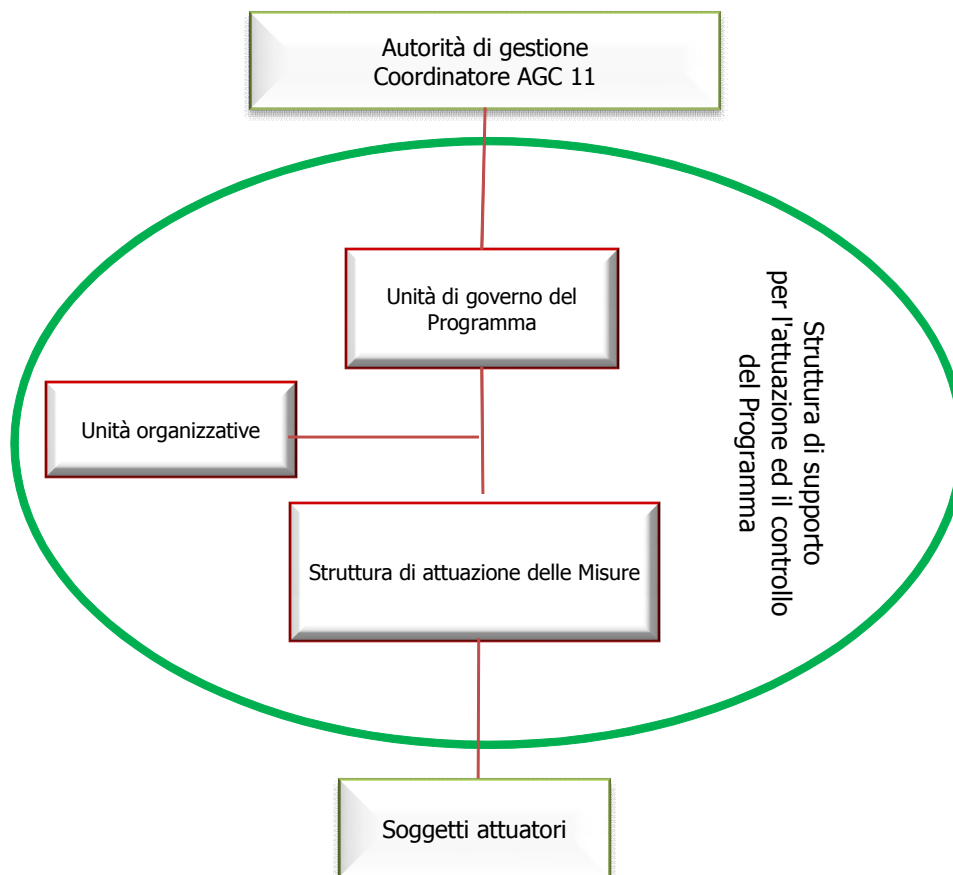 Autorità di gestione
Coordinatore AGC 11
Unità di governo del
Programma
Struttura di supporto
per l'attuazione ed il controllo
del Programma
Unità organizzative
Struttura di attuazione delle Misure
Soggetti attuatori